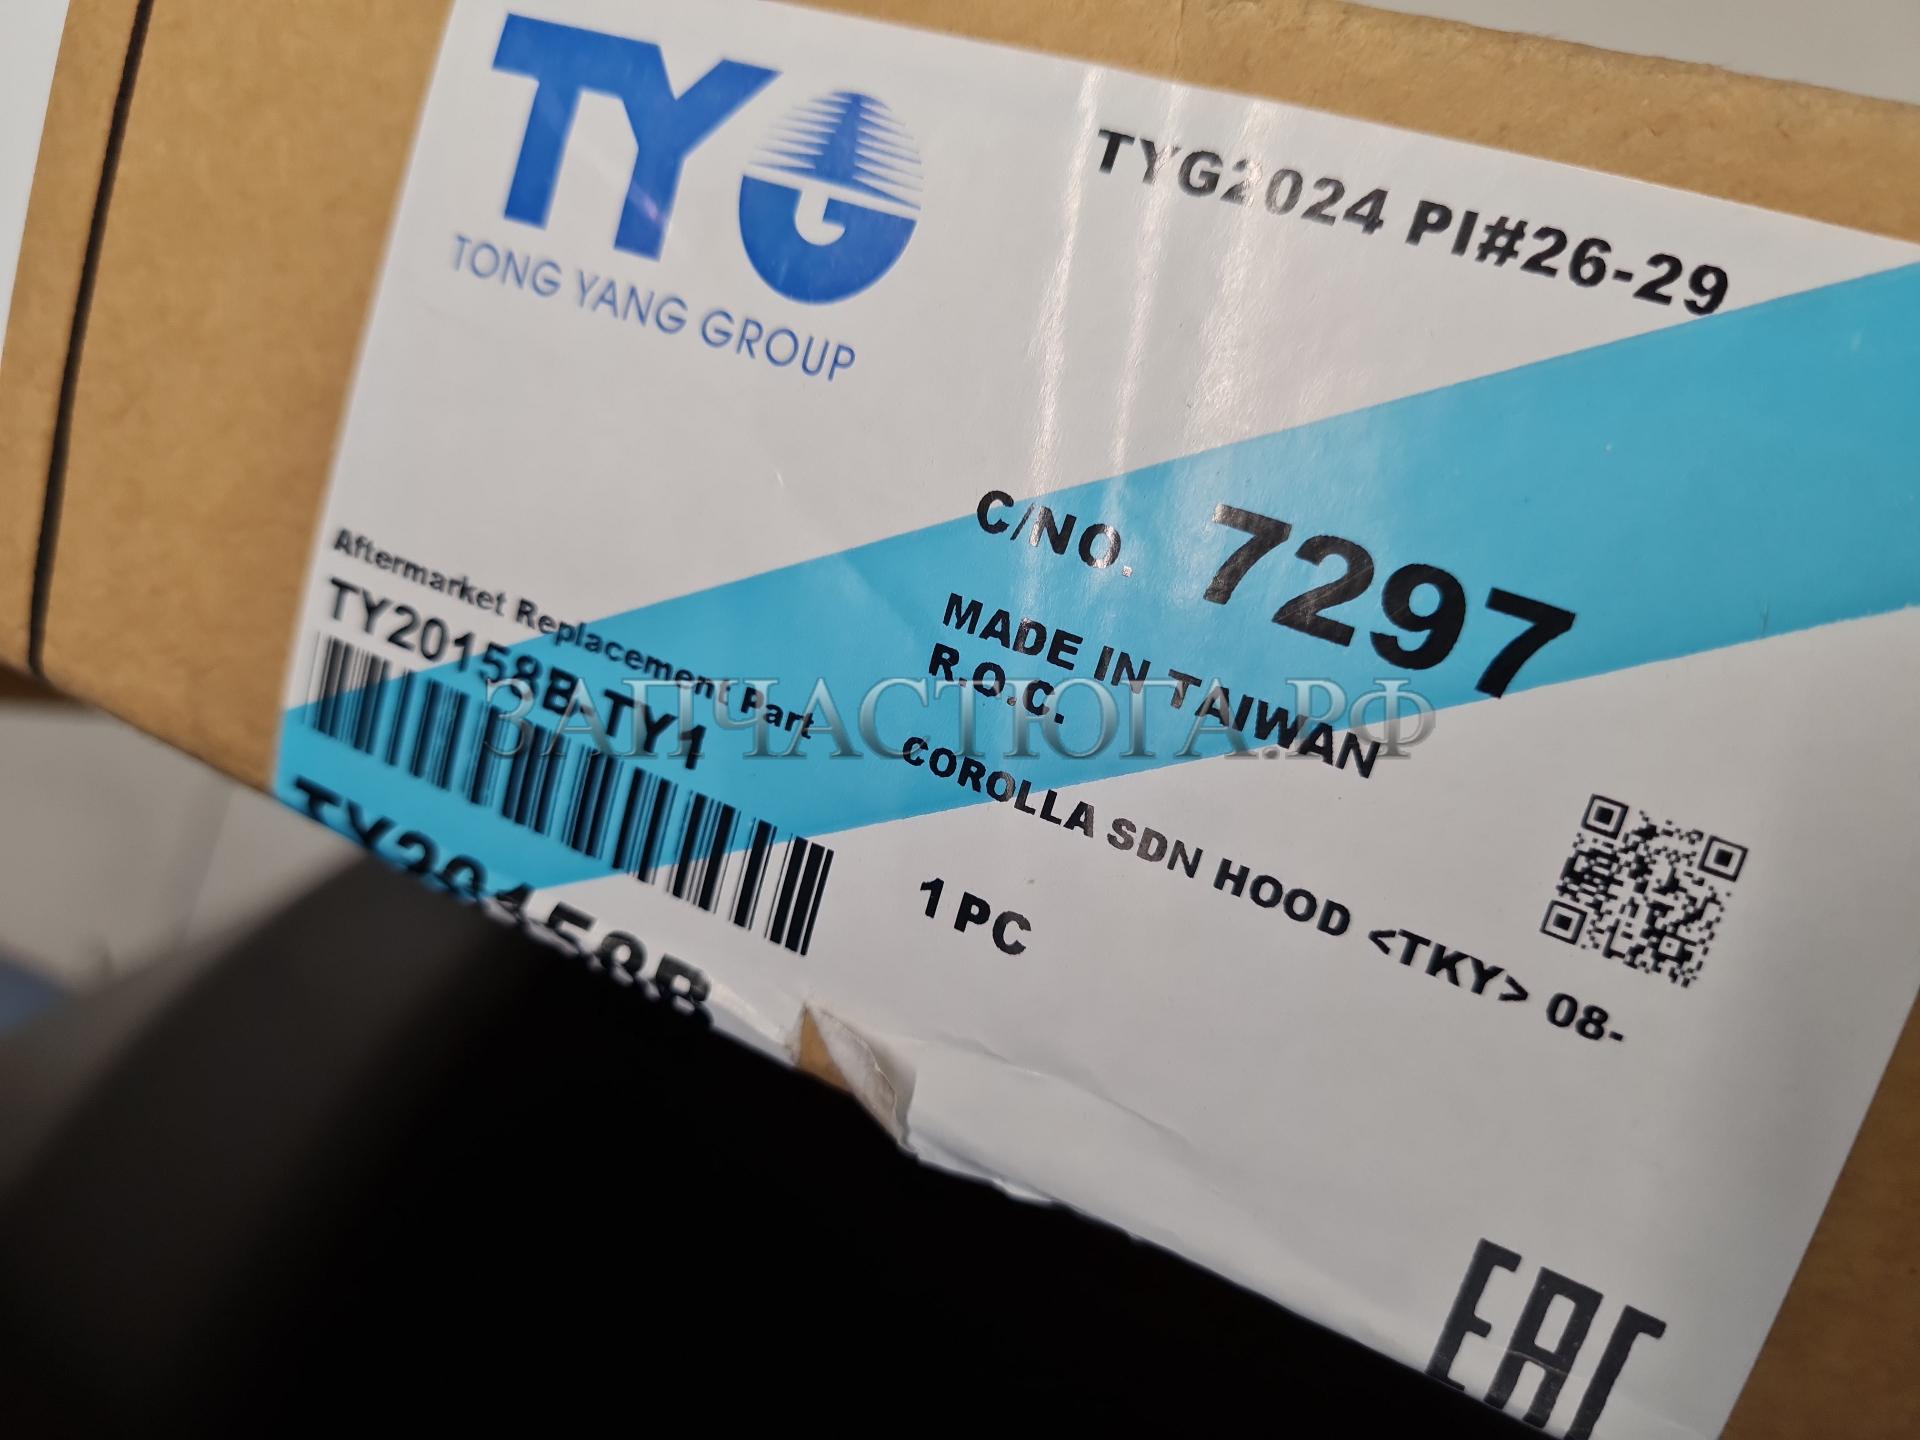 TYG
TONG YANG GROUP
TYG2024 PI#26-29
C/NO. 7297
MADE IN TAIWAN
R.O.C.
Aftermarket Replacement Part
TY20158B-TY1
COROLLA SDN HOOD <TKY> 08-
1 PC
TY20158B
ЗАПЧАСТЮГА.РФ
EAC